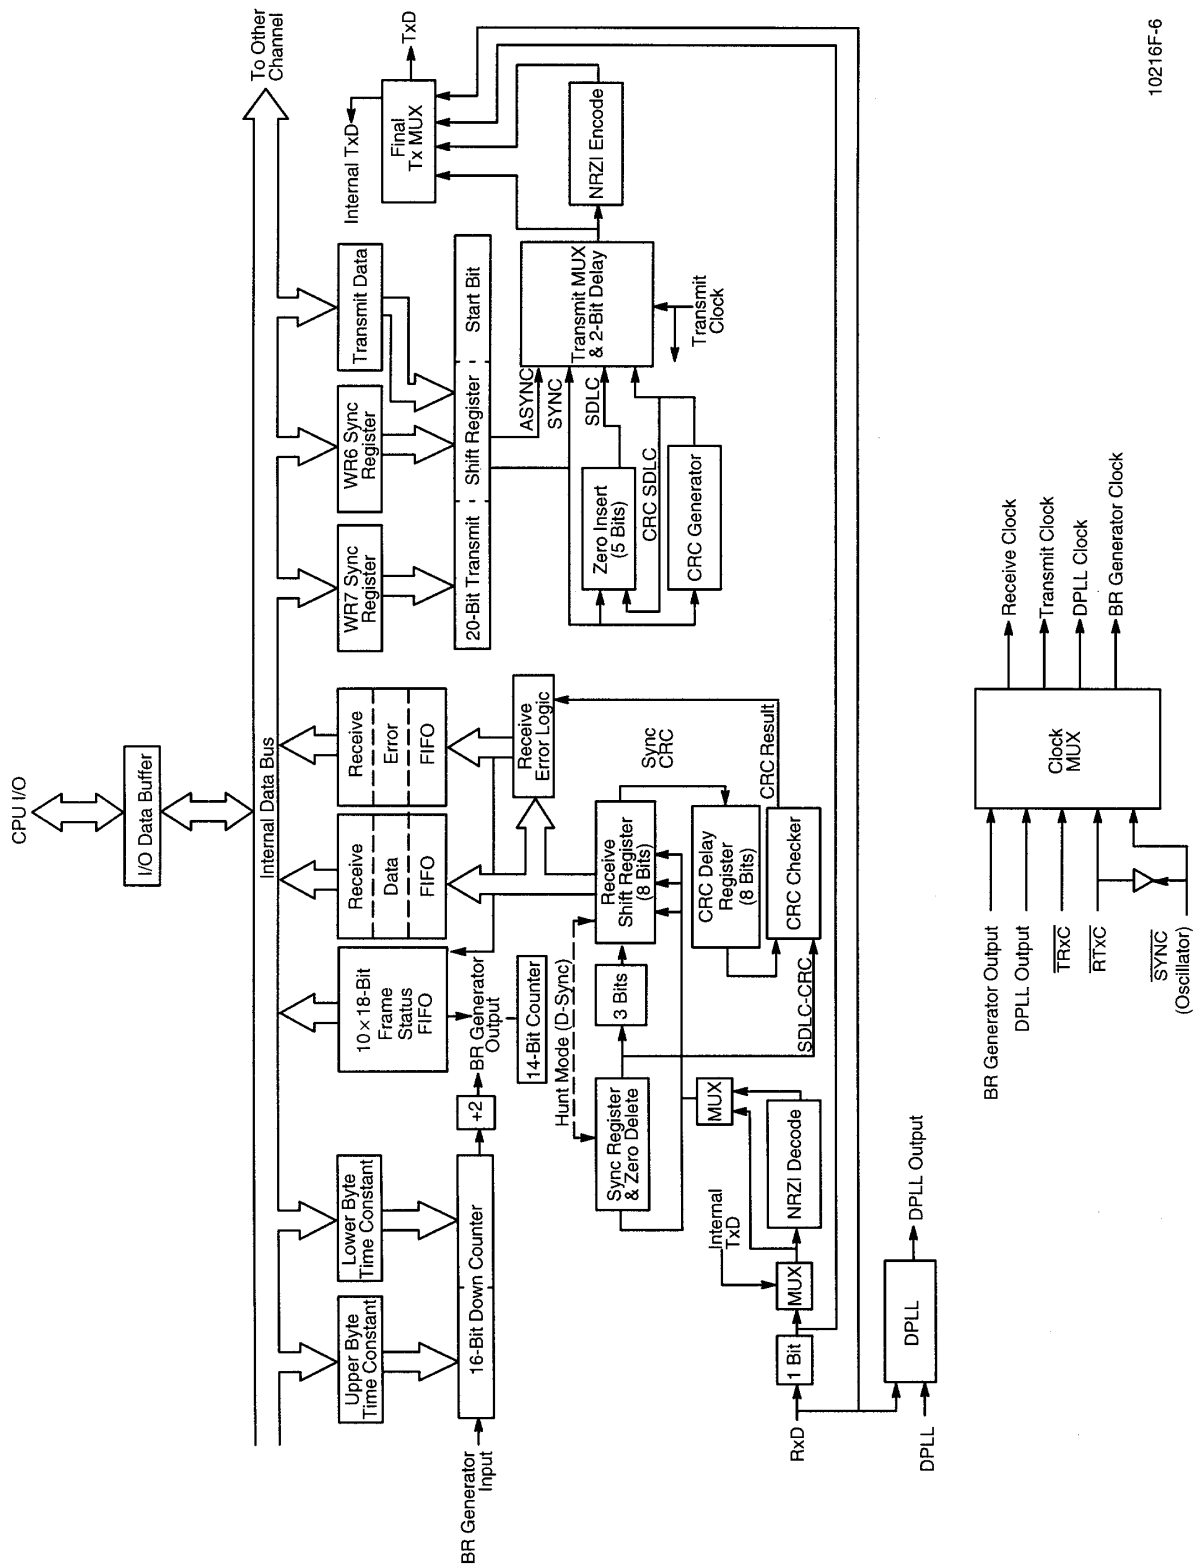 CPU I/O
I/O Data Buffer
Internal Data Bus
To Other
Channel
Upper Byte
Time Constant
Lower Byte
Time Constant
10×18-Bit
Frame
Status
FIFO
Receive
Data
FIFO
Receive
Error
FIFO
WR7 Sync
Register
WR6 Sync
Register
Transmit Data
Internal TxD
Final
Tx MUX
TxD
BR Generator
Input
16-Bit Down Counter
+2
BR Generator
Output
14-Bit Counter
Receive
Error Logic
20-Bit Transmit
Shift Register
Start Bit
ASYNC
SYNC
SDLC
Transmit MUX
& 2-Bit Delay
NRZI Encode
Transmit
Clock
Zero Insert
(5 Bits)
CRC SDLC
CRC Generator
Hunt Mode (D-Sync)
Sync Register
& Zero Delete
3 Bits
Receive
Shift Register
(8 Bits)
Sync
CRC
CRC Delay
Register
(8 Bits)
CRC Result
CRC Checker
SDLC-CRC
Internal
TxD
MUX
NRZI Decode
RxD
1 Bit
MUX
DPLL
DPLL
DPLL Output
BR Generator Output
DPLL Output
TRxC
RTxC
SYNC
(Oscillator)
Clock
MUX
Receive Clock
Transmit Clock
DPLL Clock
BR Generator Clock
10216F-6